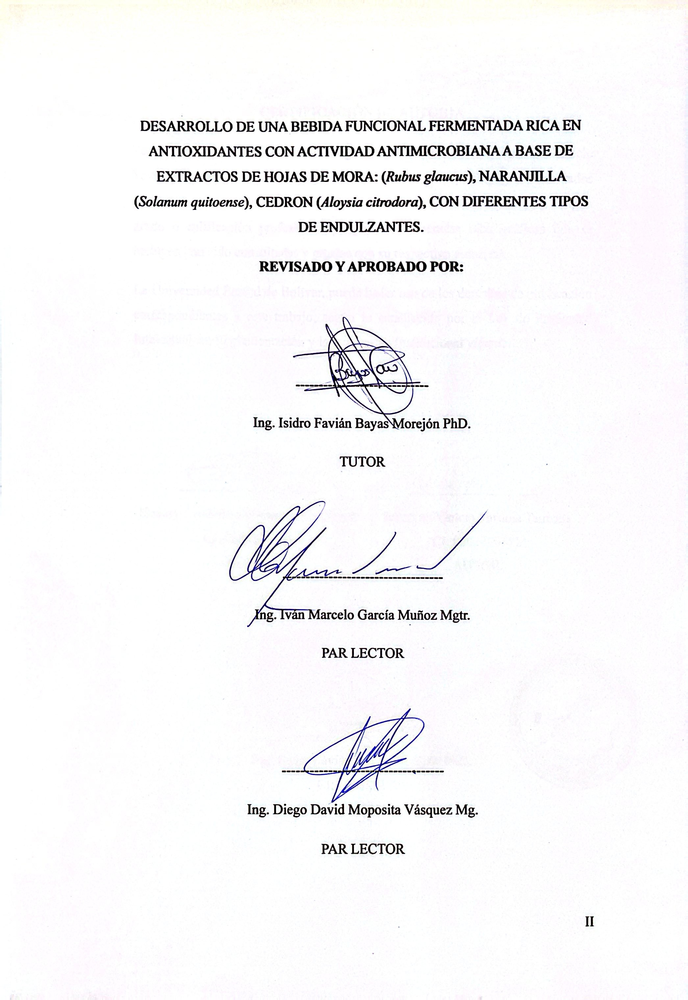 DESARROLLO DE UNA BEBIDA FUNCIONAL FERMENTADA RICA EN
ANTIOXIDANTES CON ACTIVIDAD ANTIMICROBIANA A BASE DE
EXTRACTOS DE HOJAS DE MORA: (Rubus glaucus), NARANJILLA
(Solanum quitoense), CEDRON (Aloysia citrodora), CON DIFERENTES TIPOS
DE ENDULZANTES.
REVISADO Y APROBADO POR:
Ing. Isidro Favián Bayas Morejón PhD.
TUTOR
Ing. Iván Marcelo García Muñoz Mgtr.
PAR LECTOR
Ing. Diego David Moposita Vásquez Mg.
PAR LECTOR
II